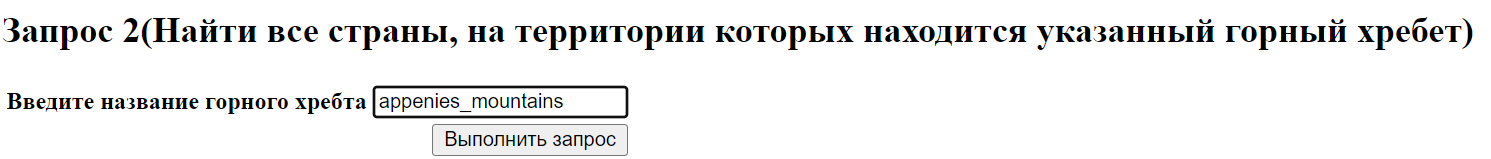 Запрос 2(Найти все страны, на территории которых находится указанный горный хребет)
Введите название горного хребта appenies_mountains
Выполнить запрос